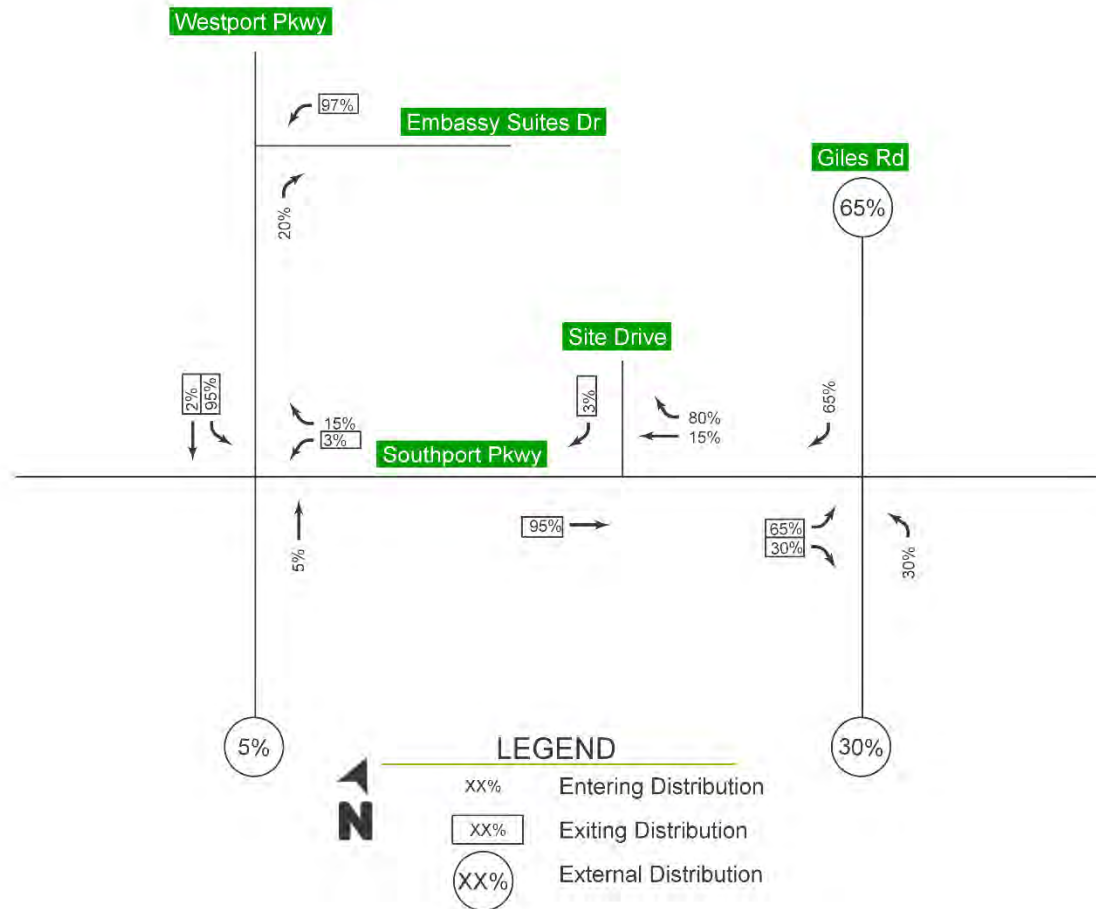 Westport Pkwy
97%
Embassy Suites Dr
Giles Rd
65%
20%
Site Drive
2%
95%
15%
3%
3%
80%
15%
65%
Southport Pkwy
5%
95%
65%
30%
30%
5%
30%
LEGEND
N
XX% Entering Distribution
XX% Exiting Distribution
XX% External Distribution